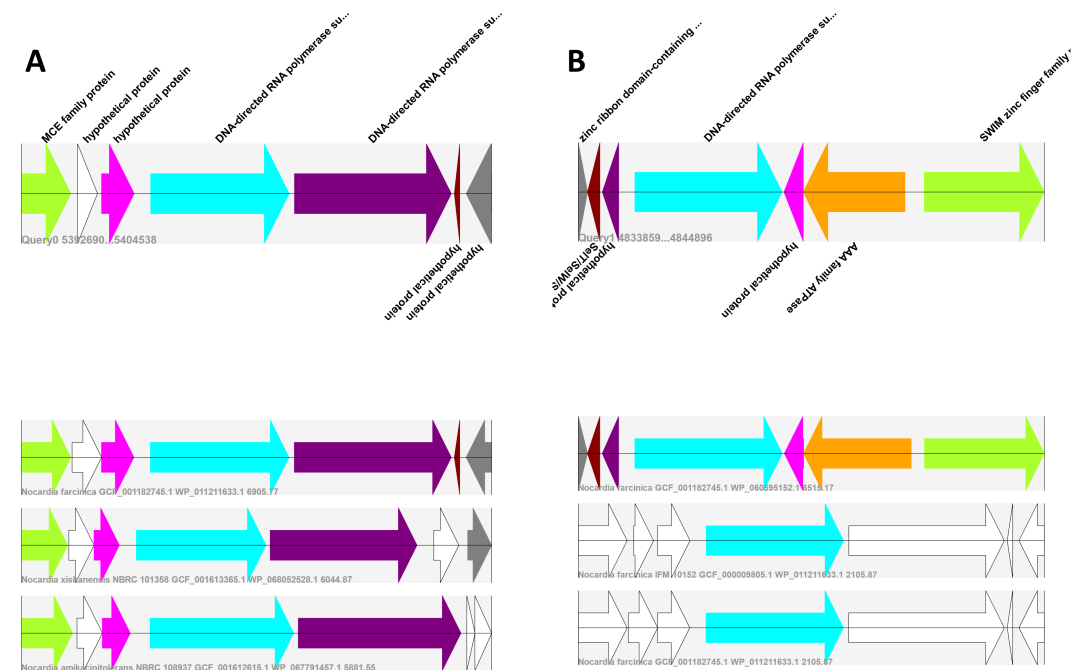 A
MCE family protein
hypothetical protein
hypothetical protein
DNA-directed RNA polymerase su...
DNA-directed RNA polymerase su...
Query0 5392690...5404538
hypothetical protein
hypothetical protein
Nocardia farcinica GCF_001182745.1 WP_011211633.1 6905.77
Nocardia xishanensis NBRC 101358 GCF_001613365.1 WP_068052528.1 6044.87
Nocardia amikacinitolerans NBRC 108937 GCF_001612615.1 WP_067791457.1 5881.55
B
zinc ribbon domain-containing ...
DNA-directed RNA polymerase su...
SWIM zinc finger family
Query1 4833859...4844896
SelT/SelW/S
hypothetical pro
hypothetical protein
AAA family ATPase
Nocardia farcinica GCF_001182745.1 WP_060595152.1 6515.17
Nocardia farcinica IFM 10152 GCF_000009805.1 WP_011211633.1 2105.87
Nocardia farcinica GCF_001182745.1 WP_011211633.1 2105.87